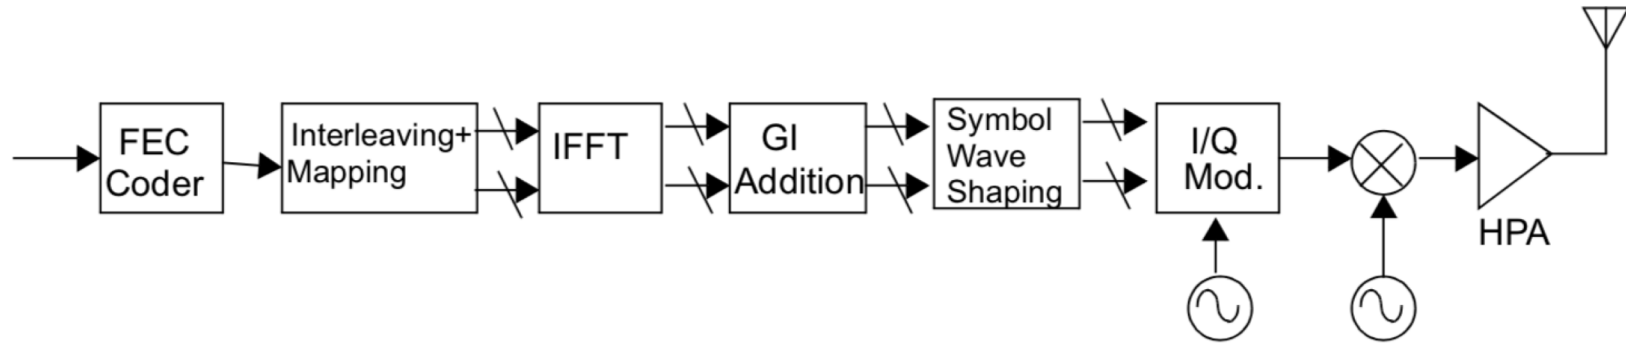 FEC
Coder
Interleaving+
Mapping
IFFT
GI
Addition
Symbol
Wave
Shaping
I/Q
Mod.
HPA